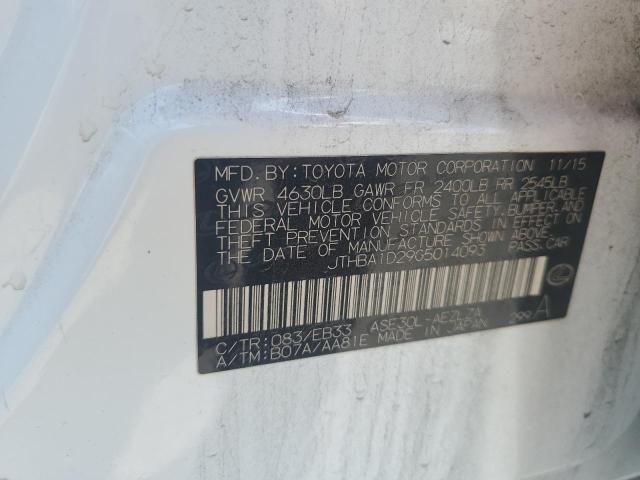 MFD. BY: TOYOTA MOTOR CORPORATION 11/15
GVWR 4630LB GAWR FR 2400LB RR 2545LB
THIS VEHICLE CONFORMS TO ALL APPLICABLE
FEDERAL MOTOR VEHICLE SAFETY, BUMPER, AND
THEFT PREVENTION STANDARDS IN EFFECT ON
THE DATE OF MANUFACTURE SHOWN ABOVE.
JTHBA1D29G5014093 PASS. CAR
C/TR: 083/EB33 ASE30L-AEZLZA
A/TM: B07A/AA81E MADE IN JAPAN 299A